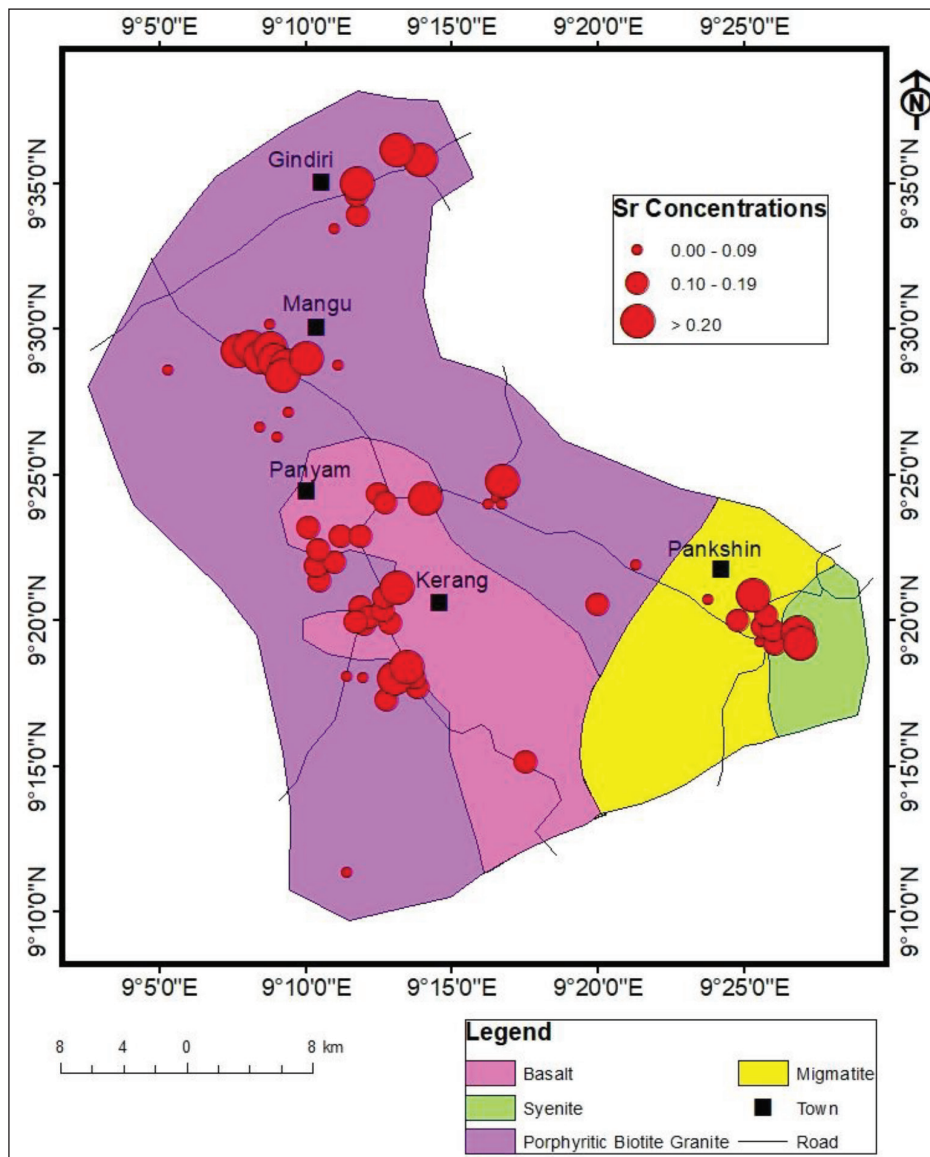 9°5'0"E 9°10'0"E 9°15'0"E 9°20'0"E 9°25'0"E
N
9°35'0"N
9°30'0"N
9°25'0"N
9°20'0"N
9°15'0"N
9°10'0"N
Gindiri
Mangu
Panyam
Kerang
Pankshin
Sr Concentrations
0.00 - 0.09
0.10 - 0.19
> 0.20
9°35'0"N
9°30'0"N
9°25'0"N
9°20'0"N
9°15'0"N
9°10'0"N
9°5'0"E 9°10'0"E 9°15'0"E 9°20'0"E 9°25'0"E
8 4 0 8 km
Legend
Basalt
Syenite
Porphyritic Biotite Granite
Migmatite
Town
Road